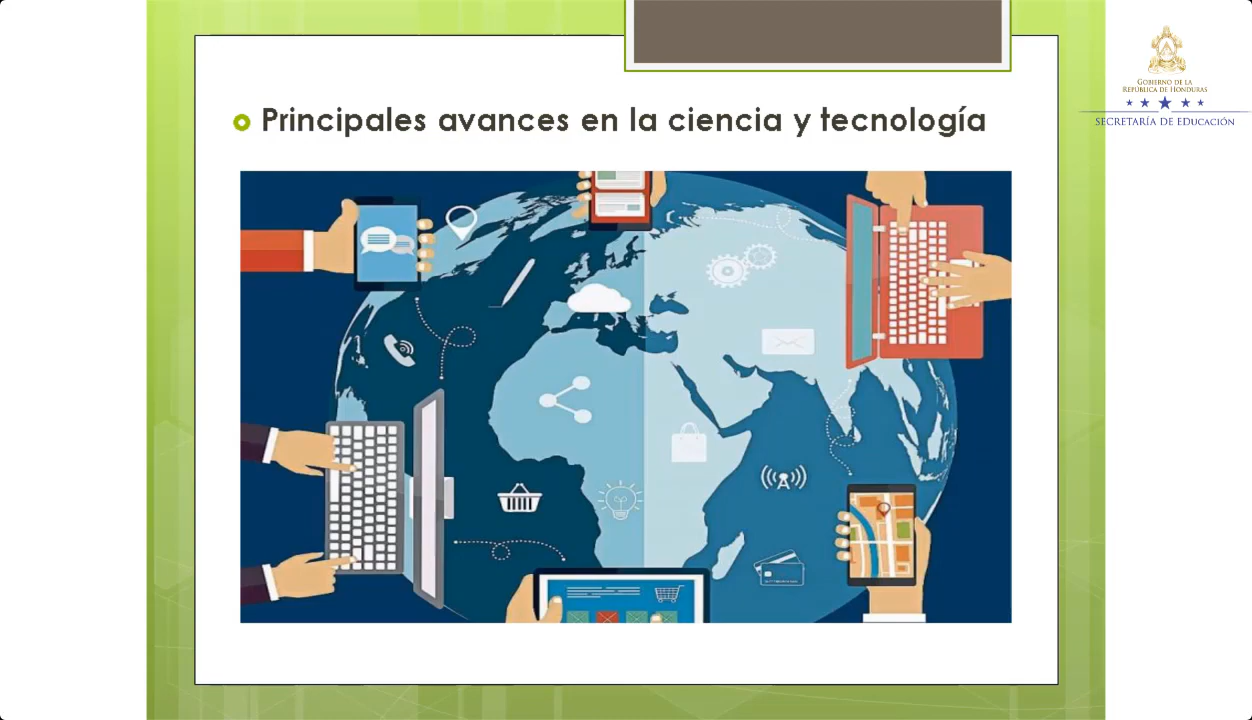 Principales avances en la ciencia y tecnología
GOBIERNO DE LA
REPÚBLICA DE HONDURAS
SECRETARÍA DE EDUCACIÓN